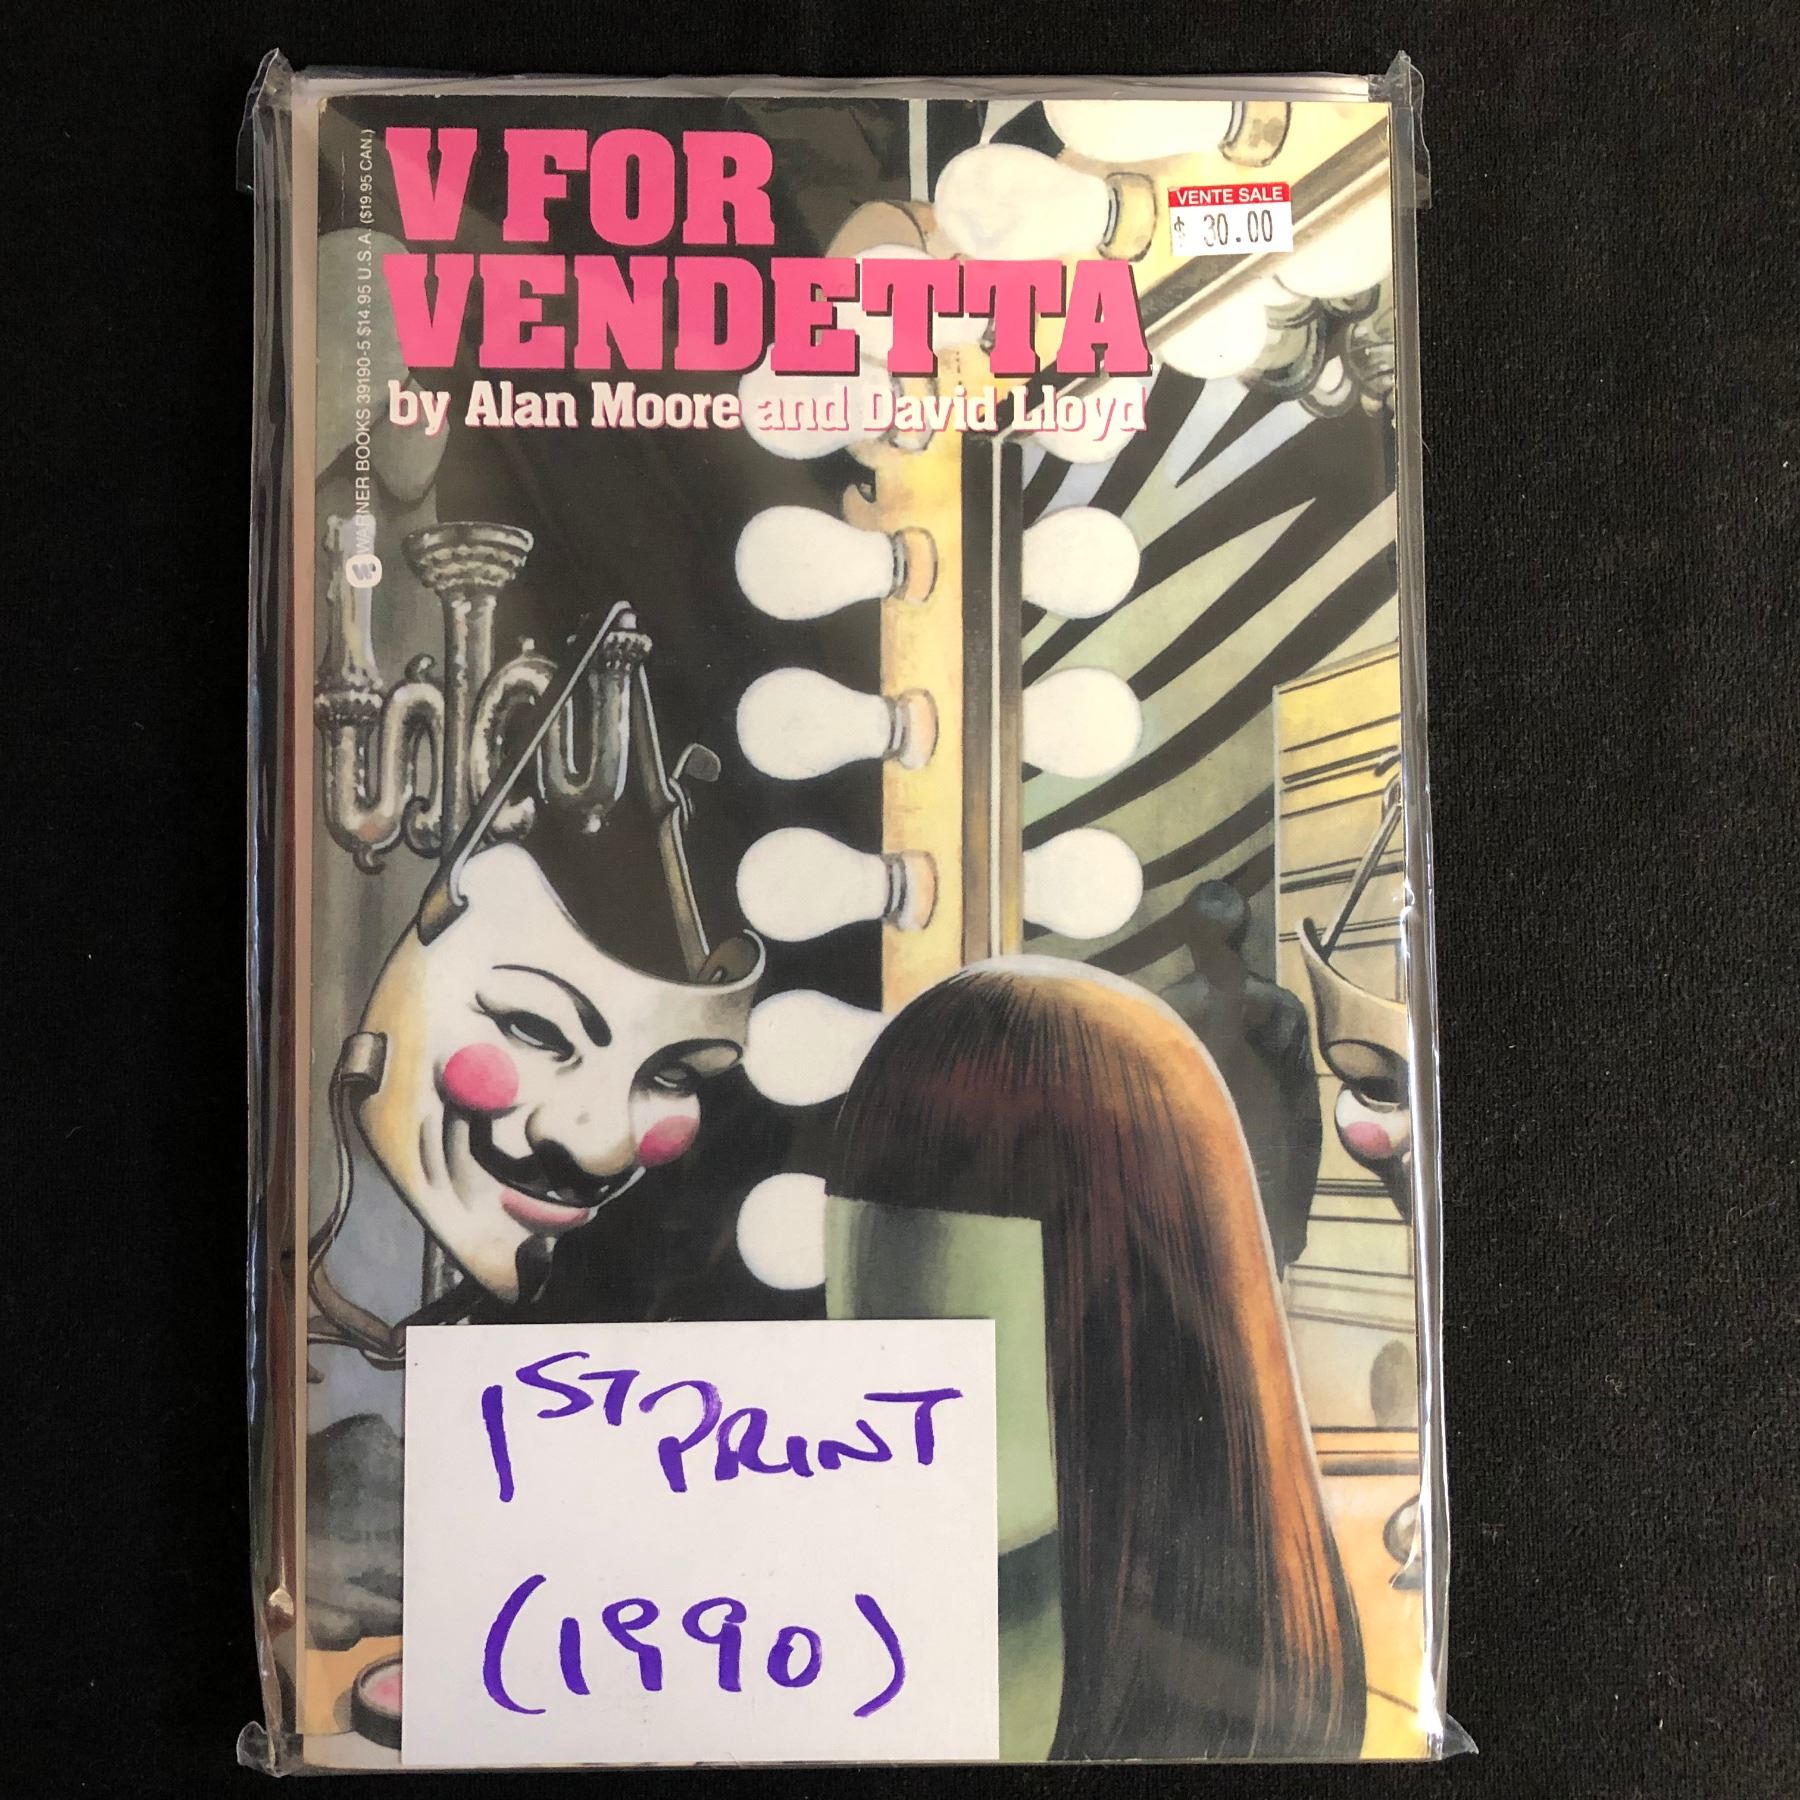 V FOR
VENDETTA
by Alan Moore and David Lloyd
VENTE SALE
$ 30.00
WARNER BOOKS 39190-5 $14.95 U.S.A. ($19.95 CAN.)
1ST PRINT
(1990)